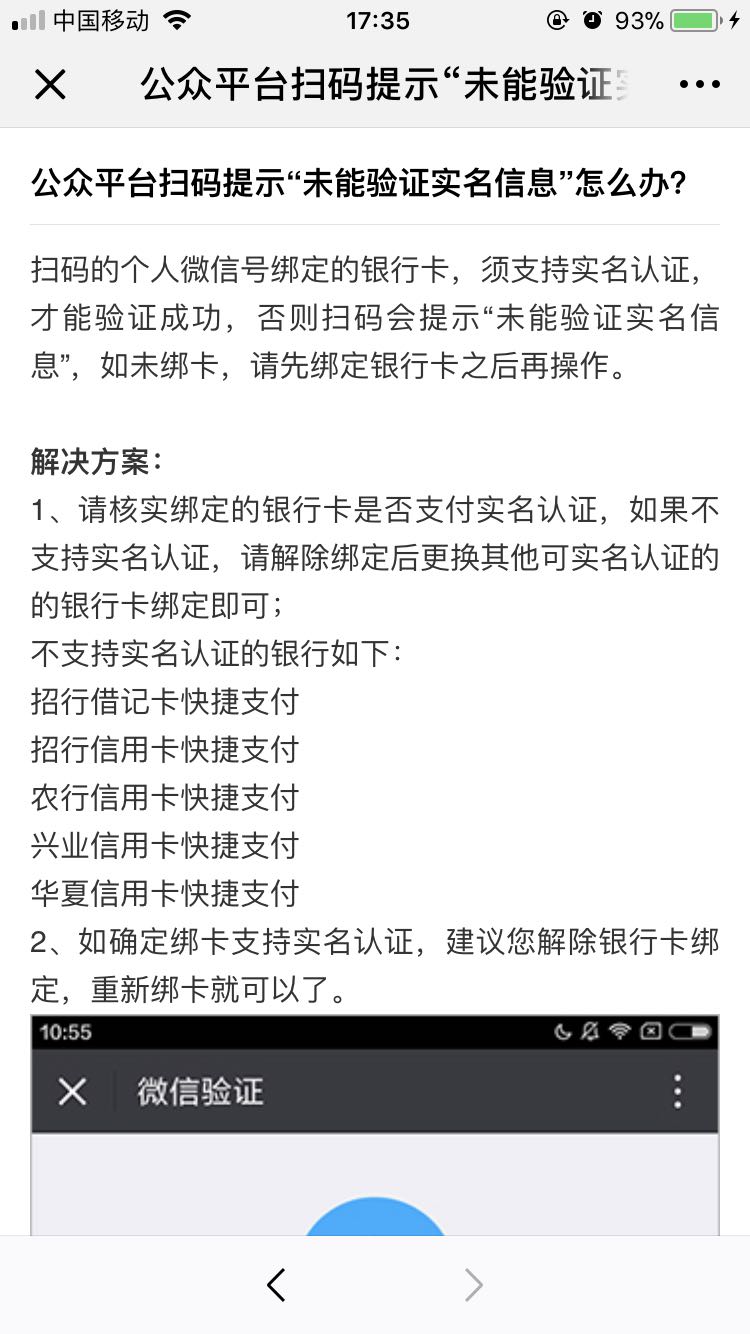 中国移动 17:35 93%
公众平台扫码提示“未能验证
公众平台扫码提示“未能验证实名信息”怎么办?
扫码的个人微信号绑定的银行卡，须支持实名认证，
才能验证成功，否则扫码会提示“未能验证实名信
息”，如未绑卡，请先绑定银行卡之后再操作。
解决方案：
1、请核实绑定的银行卡是否支付实名认证，如果不
支持实名认证，请解除绑定后更换其他可实名认证的
的银行卡绑定即可；
不支持实名认证的银行如下：
招行借记卡快捷支付
招行信用卡快捷支付
农行信用卡快捷支付
兴业信用卡快捷支付
华夏信用卡快捷支付
2、如确定绑卡支持实名认证，建议您解除银行卡绑
定，重新绑卡就可以了。
10:55
微信验证